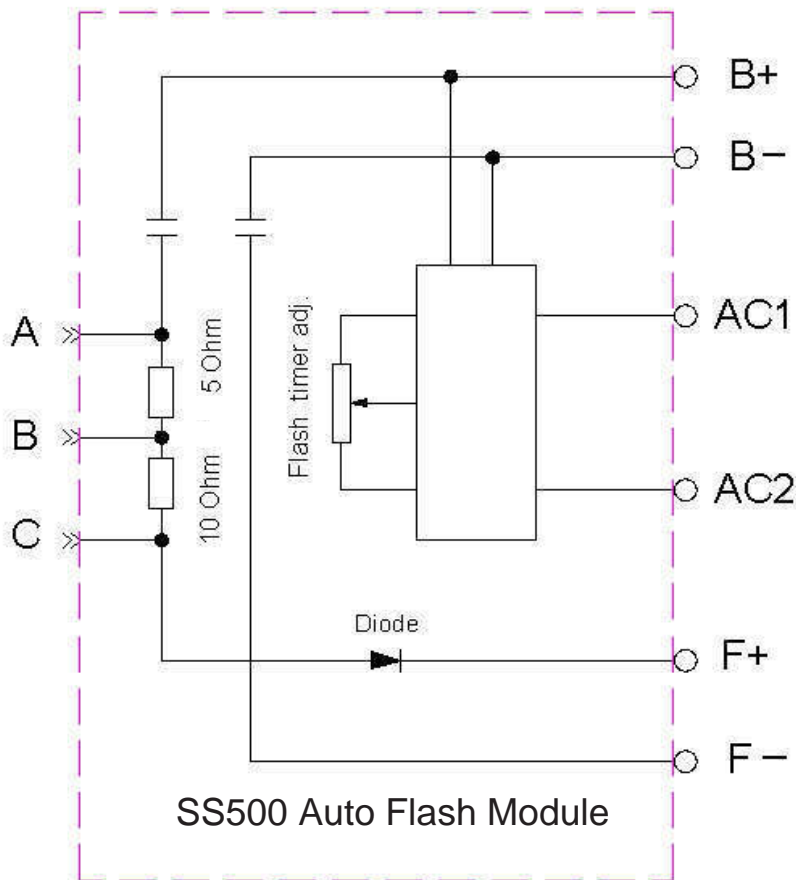 B+
B−
A
5 Ohm
Flash timer adj.
AC1
B
10 Ohm
AC2
C
Diode
F+
F−
SS500 Auto Flash Module